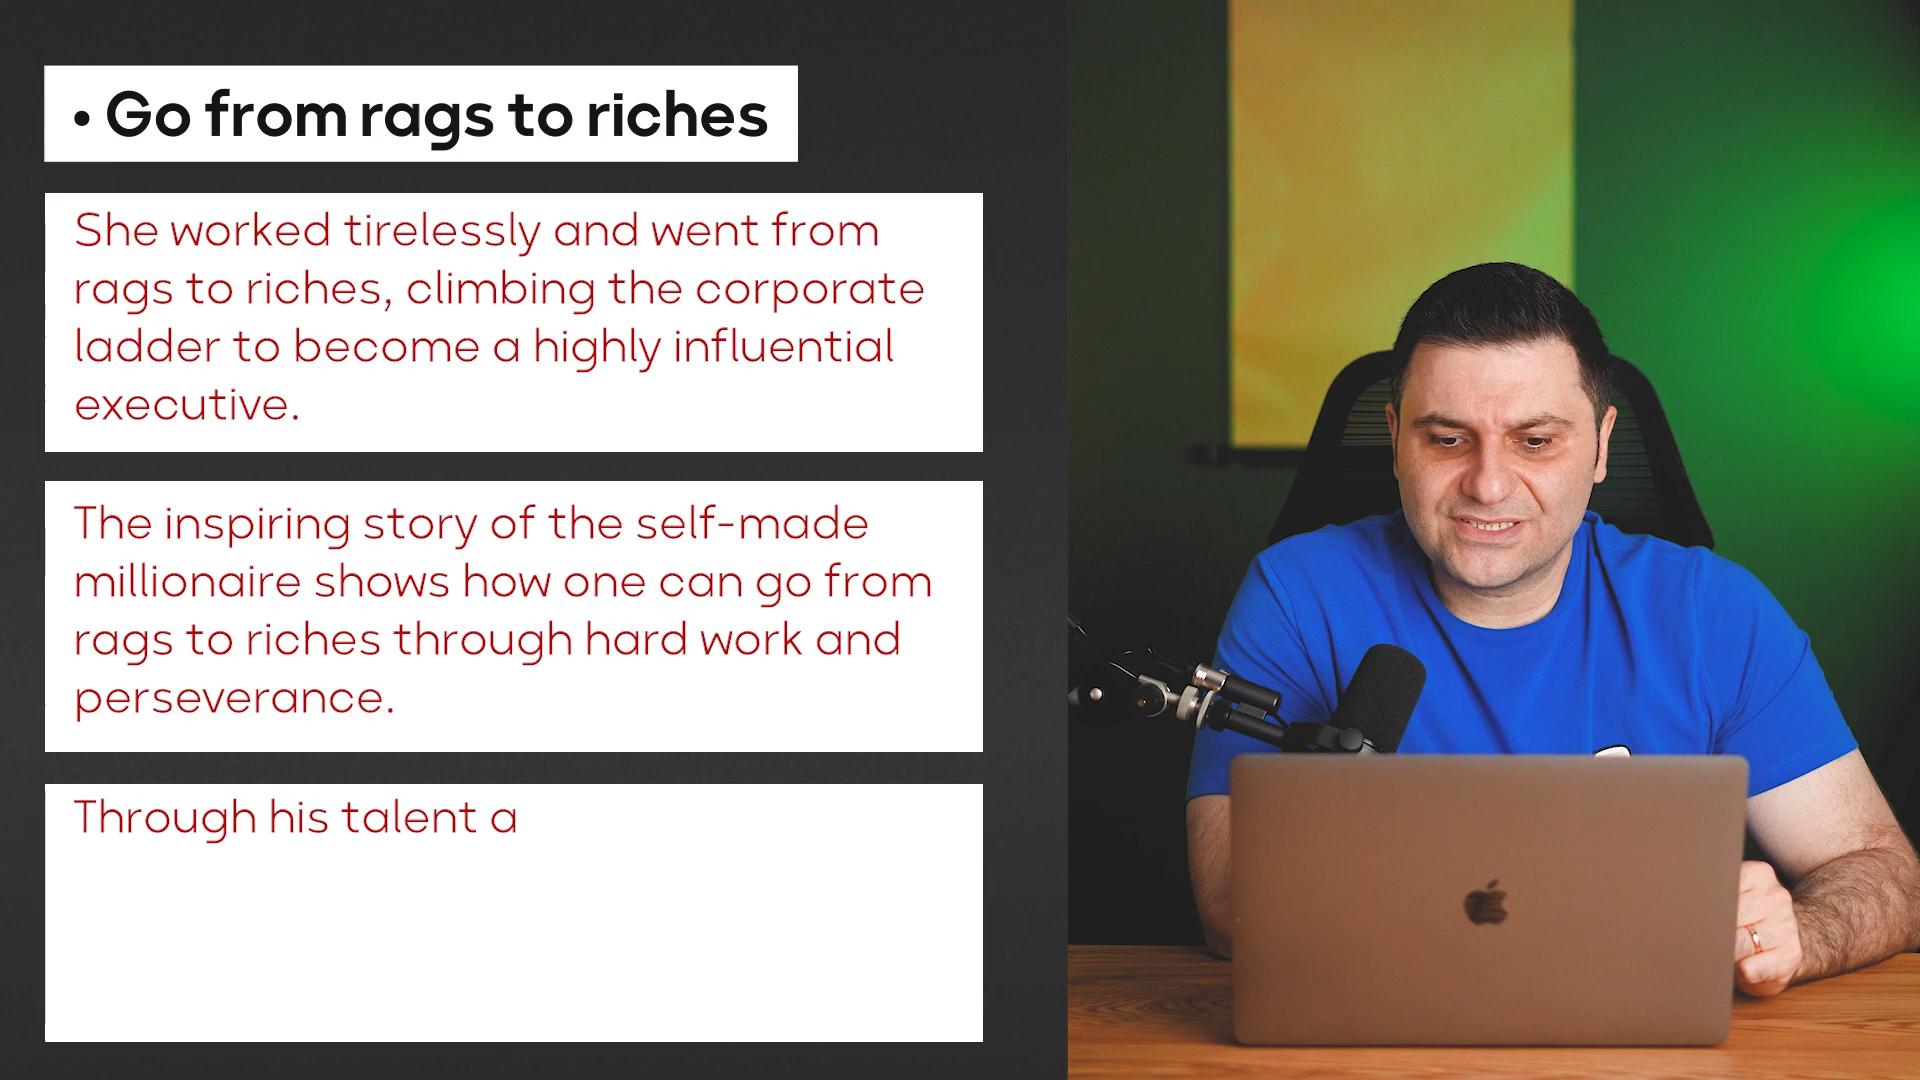 • Go from rags to riches
She worked tirelessly and went from
rags to riches, climbing the corporate
ladder to become a highly influential
executive.
The inspiring story of the self-made
millionaire shows how one can go from
rags to riches through hard work and
perseverance.
Through his talent a